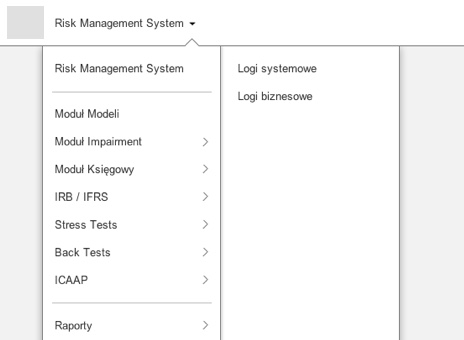 Risk Management System
Risk Management System
Moduł Modeli
Moduł Impairment
Moduł Księgowy
IRB / IFRS
Stress Tests
Back Tests
ICAAP
Raporty
Logi systemowe
Logi biznesowe